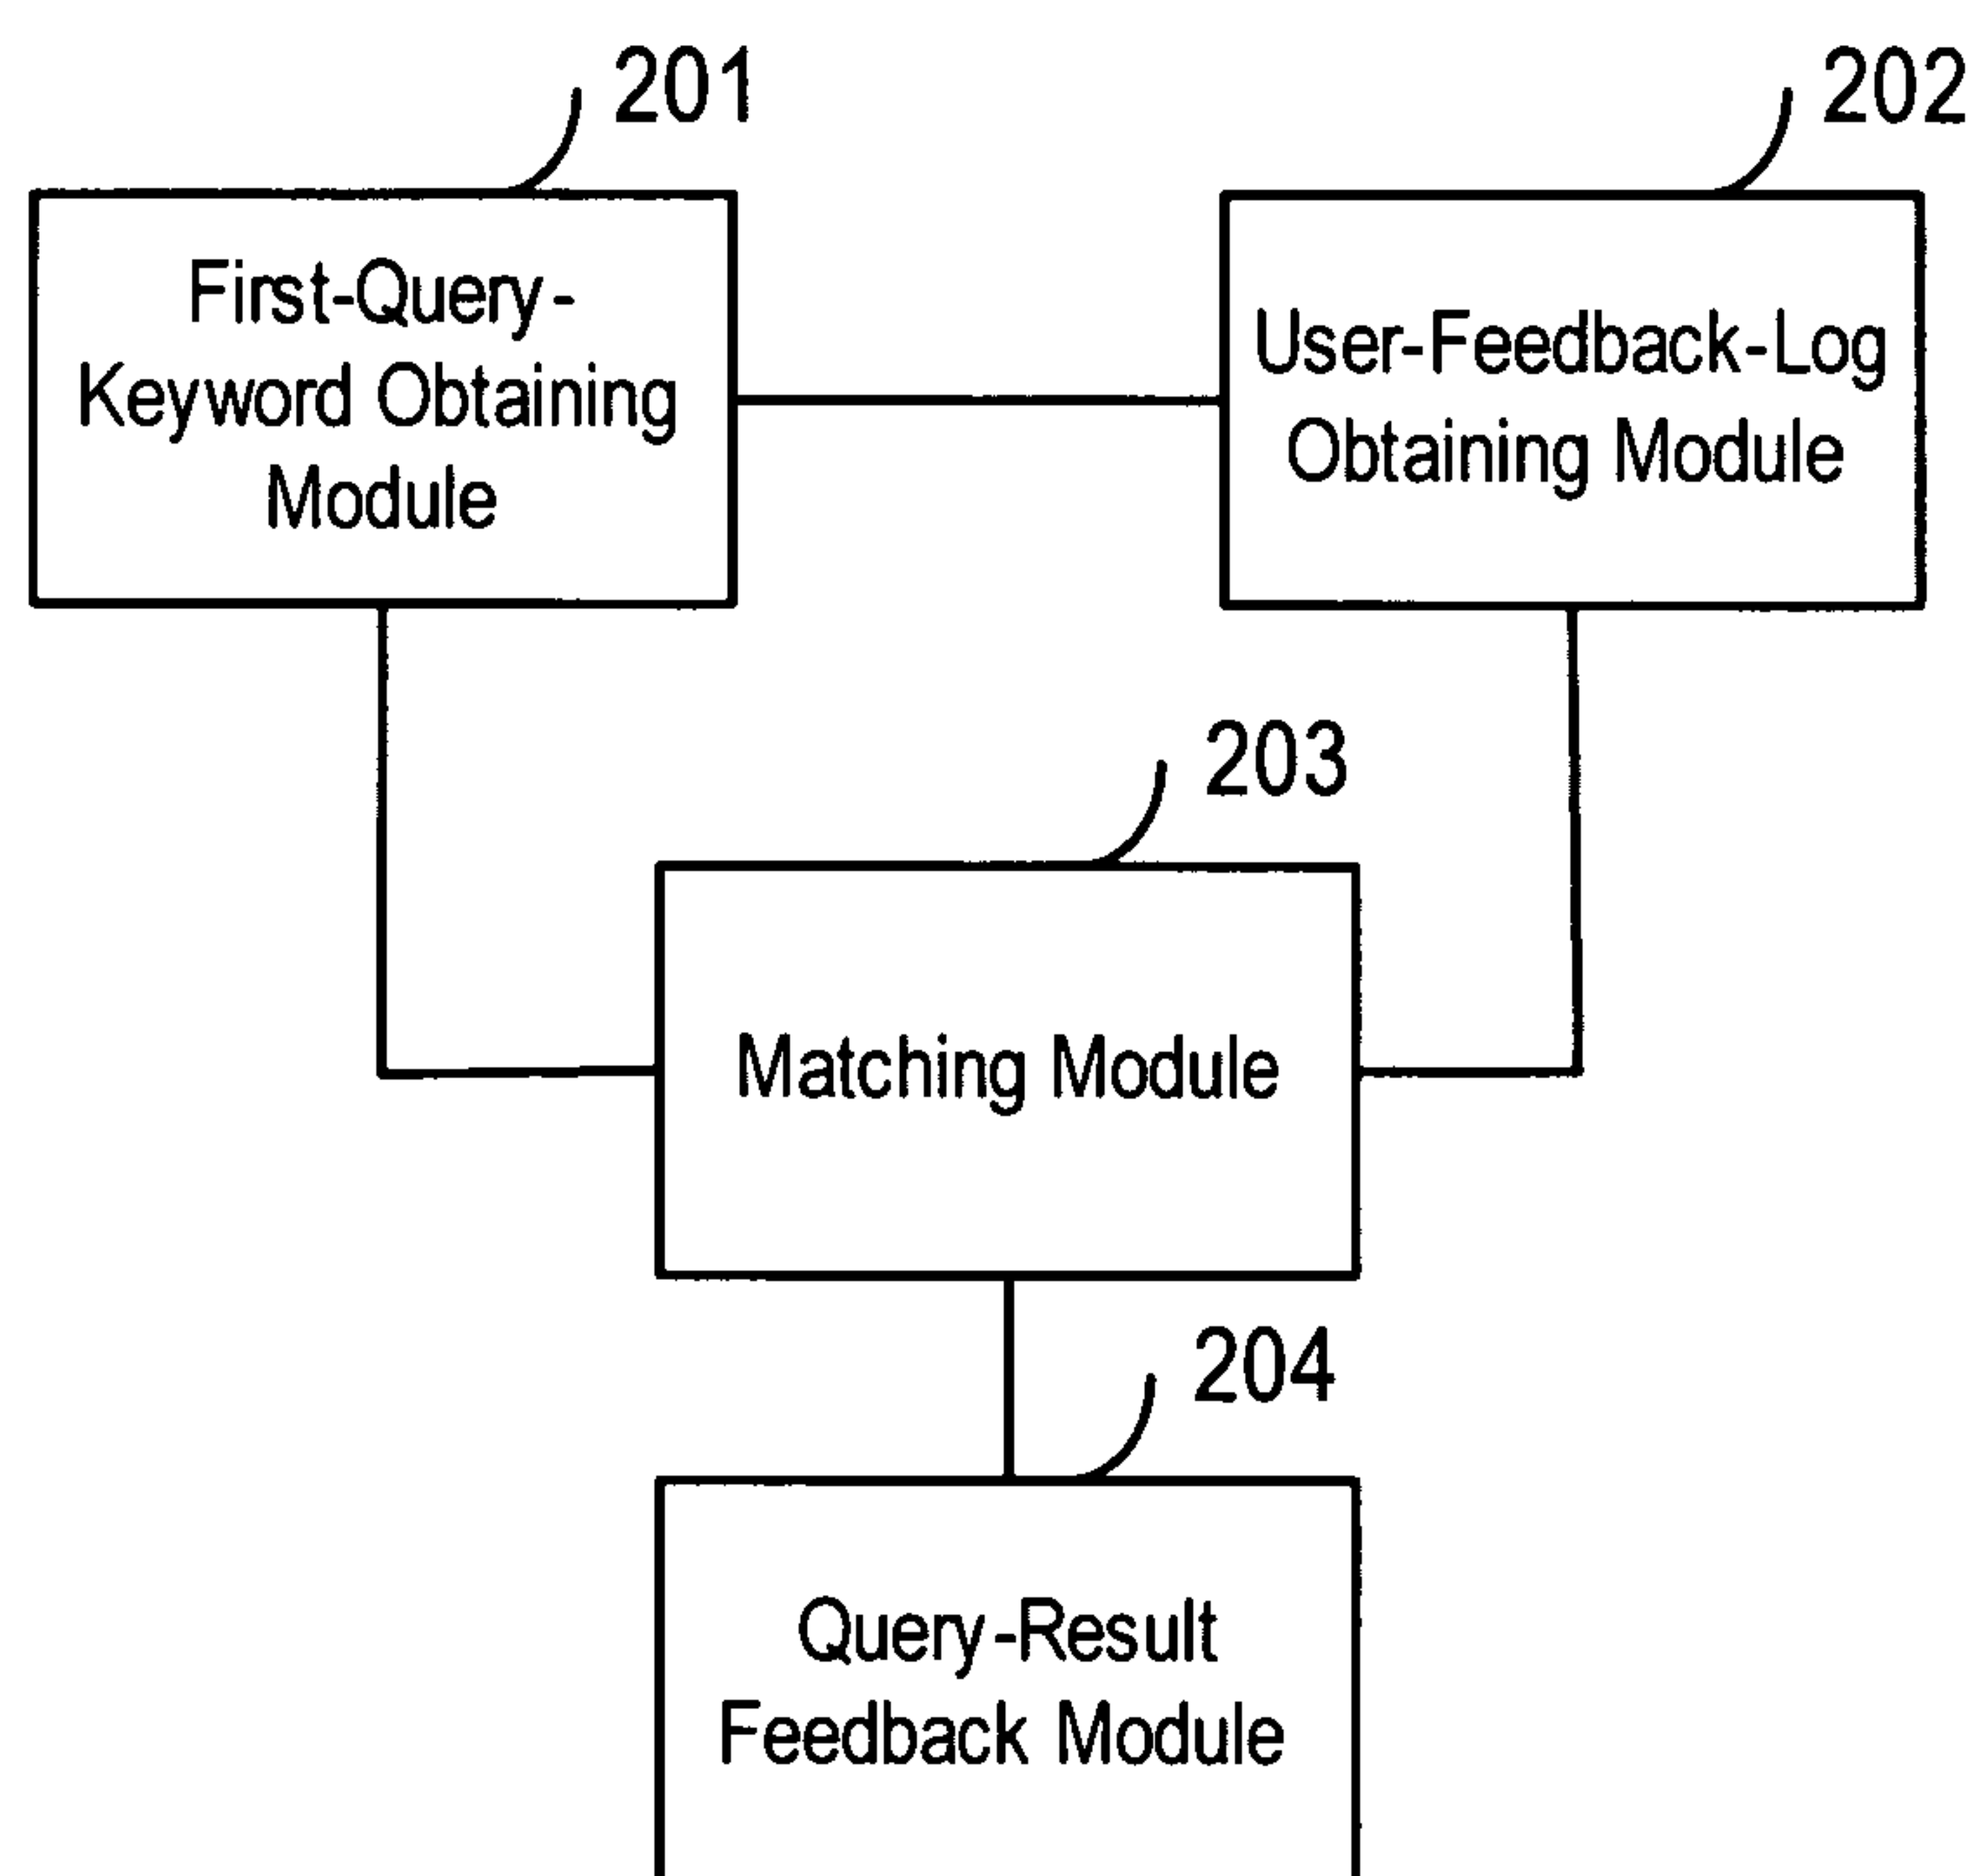 201
202
First-Query-
Keyword Obtaining
Module
User-Feedback-Log
Obtaining Module
203
Matching Module
204
Query-Result
Feedback Module